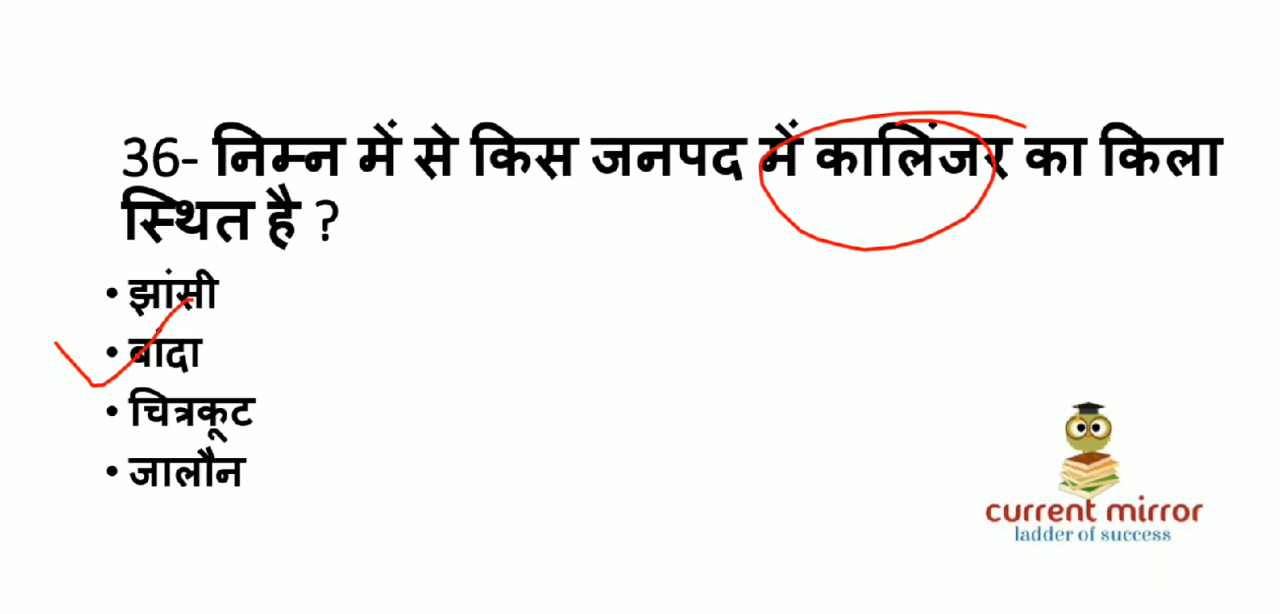 36- निम्न में से किस जनपद में कालिंजर का किला
स्थित है ?
• झांसी
• बांदा
• चित्रकूट
• जालौन
current mirror
ladder of success